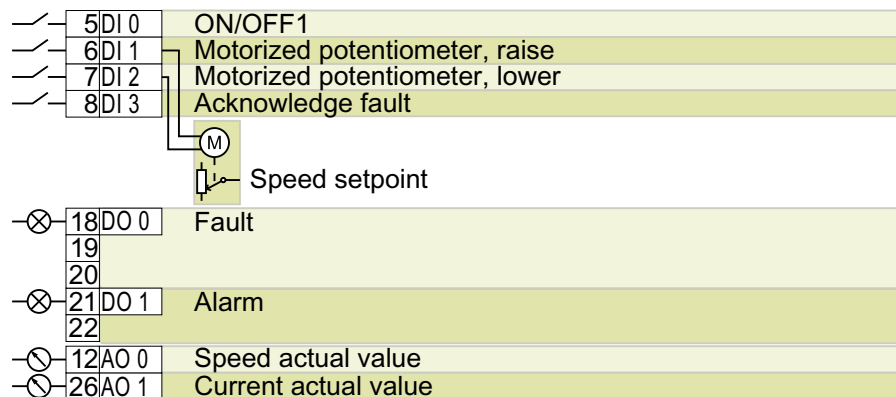 5 DI 0 ON/OFF1
6 DI 1 Motorized potentiometer, raise
7 DI 2 Motorized potentiometer, lower
8 DI 3 Acknowledge fault
M
Speed setpoint
18 DO 0 Fault
19
20
21 DO 1 Alarm
22
12 AO 0 Speed actual value
26 AO 1 Current actual value